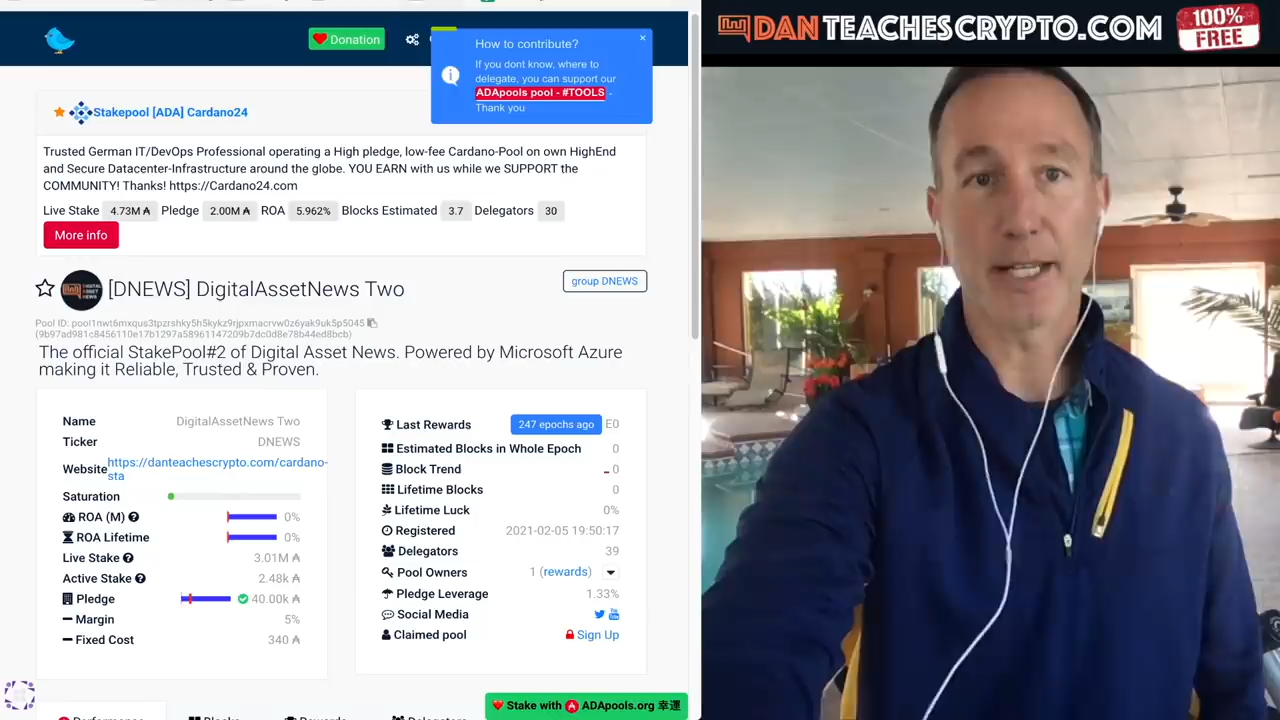 Donation
How to contribute?
×
If you dont know, where to
delegate, you can support our
ADApools pool - #TOOLS -
Thank you
Stakepool [ADA] Cardano24
Trusted German IT/DevOps Professional operating a High pledge, low-fee Cardano-Pool on own HighEnd
and Secure Datacenter-Infrastructure around the globe. YOU EARN with us while we SUPPORT the
COMMUNITY! Thanks! https://Cardano24.com
Live Stake 4.73M ₳ Pledge 2.00M ₳ ROA 5.962% Blocks Estimated 3.7 Delegators 30
More info
[DNEWS] DigitalAssetNews Two
group DNEWS
Pool ID: pool1nwt6mxqus3tpzrshky5h5kykz9rjpxmacrvw0z6yak9uk5p5045
(9b97ad981c8456110e17b1297a58961147209b7dc0d8e78b44ed8bcb)
The official StakePool#2 of Digital Asset News. Powered by Microsoft Azure
making it Reliable, Trusted & Proven.
Name DigitalAssetNews Two
Ticker DNEWS
Website https://danteachescrypto.com/cardano-
sta
Saturation
ROA (M) 0%
ROA Lifetime 0%
Live Stake 3.01M ₳
Active Stake 2.48k ₳
Pledge 40.00k ₳
Margin 5%
Fixed Cost 340 ₳
Last Rewards 247 epochs ago E0
Estimated Blocks in Whole Epoch 0
Block Trend 0
Lifetime Blocks 0
Lifetime Luck 0%
Registered 2021-02-05 19:50:17
Delegators 39
Pool Owners 1 (rewards)
Pledge Leverage 1.33%
Social Media
Claimed pool Sign Up
Stake with ADApools.org 幸運
DANTEACHESCRYPTO.COM
100%
FREE